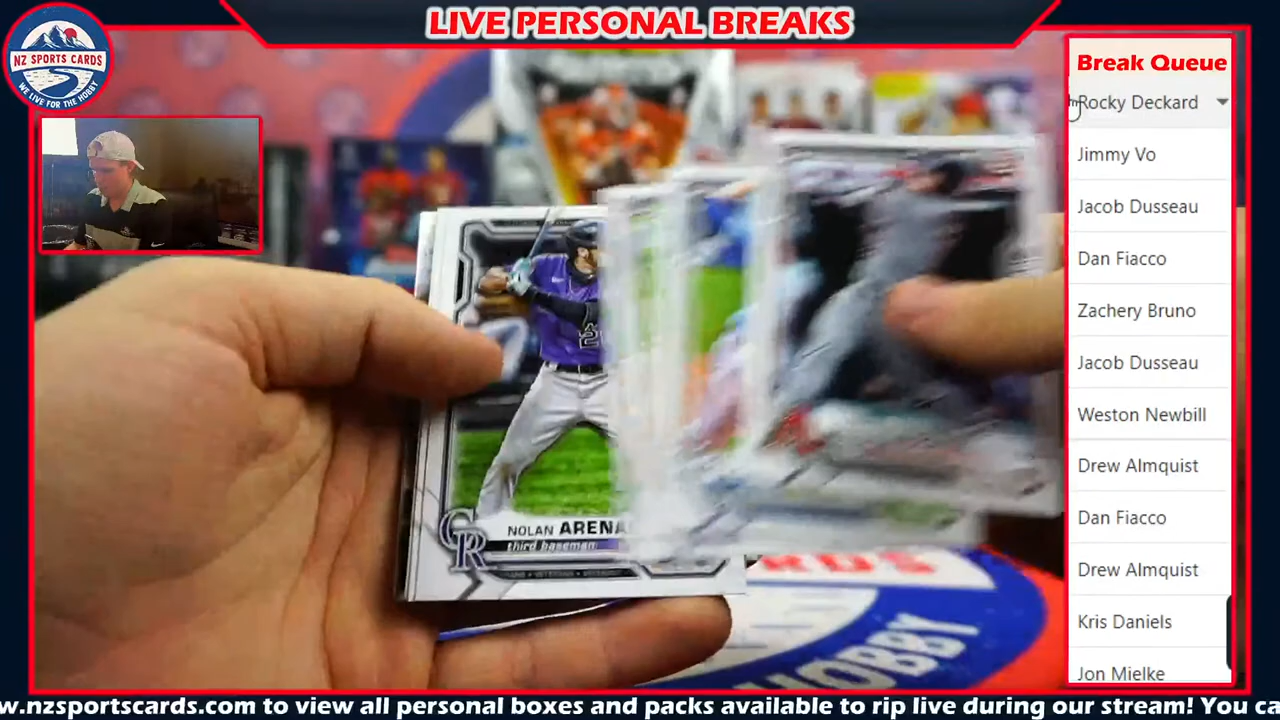 LIVE PERSONAL BREAKS
NZ SPORTS CARDS
WE LIVE FOR THE HOBBY
Break Queue
Rocky Deckard
Jimmy Vo
Jacob Dusseau
Dan Fiacco
Zachery Bruno
Jacob Dusseau
Weston Newbill
Drew Almquist
Dan Fiacco
Drew Almquist
Kris Daniels
Jon Mielke
CR
NOLAN ARENA
third baseman
RDS
HOBBY
w.nzsportscards.com to view all personal boxes and packs available to rip live during our stream! You ca